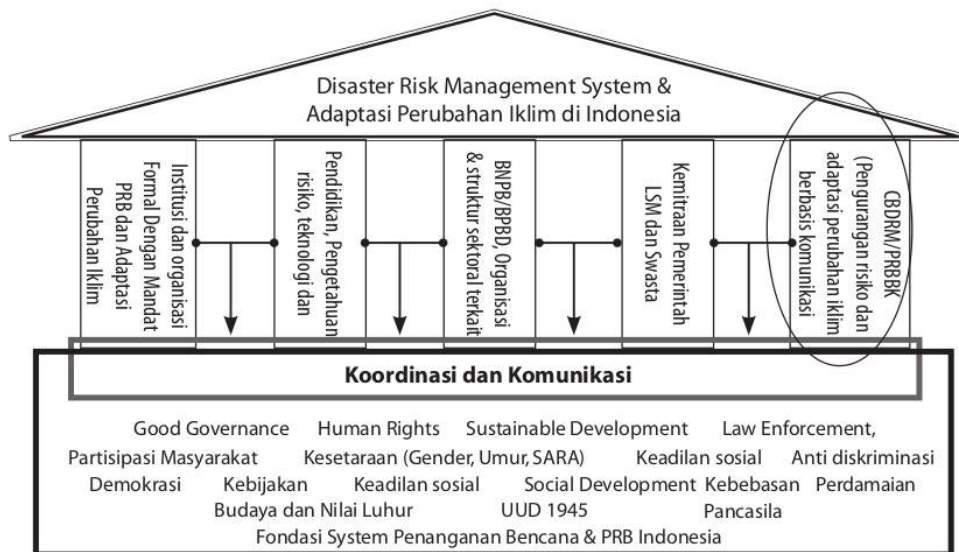 Disaster Risk Management System &
Adaptasi Perubahan Iklim di Indonesia
Institusi dan organisasi
Formal Dengan Mandat
PRB dan Adaptasi
Perubahan Iklim
Pendidikan, Pengetahuan
risiko, teknologi dan
BNPB/BPBD, Organisasi
& struktur sektoral terkait
Kemitraan Pemerintah
LSM dan Swasta
CBDRM/PRBBK
(Pengurangan risiko dan
adaptasi perubahan iklim
berbasis komunikasi
Koordinasi dan Komunikasi
Good Governance Human Rights Sustainable Development Law Enforcement,
Partisipasi Masyarakat Kesetaraan (Gender, Umur, SARA) Keadilan sosial Anti diskriminasi
Demokrasi Kebijakan Keadilan sosial Social Development Kebebasan Perdamaian
Budaya dan Nilai Luhur UUD 1945 Pancasila
Fondasi System Penanganan Bencana & PRB Indonesia